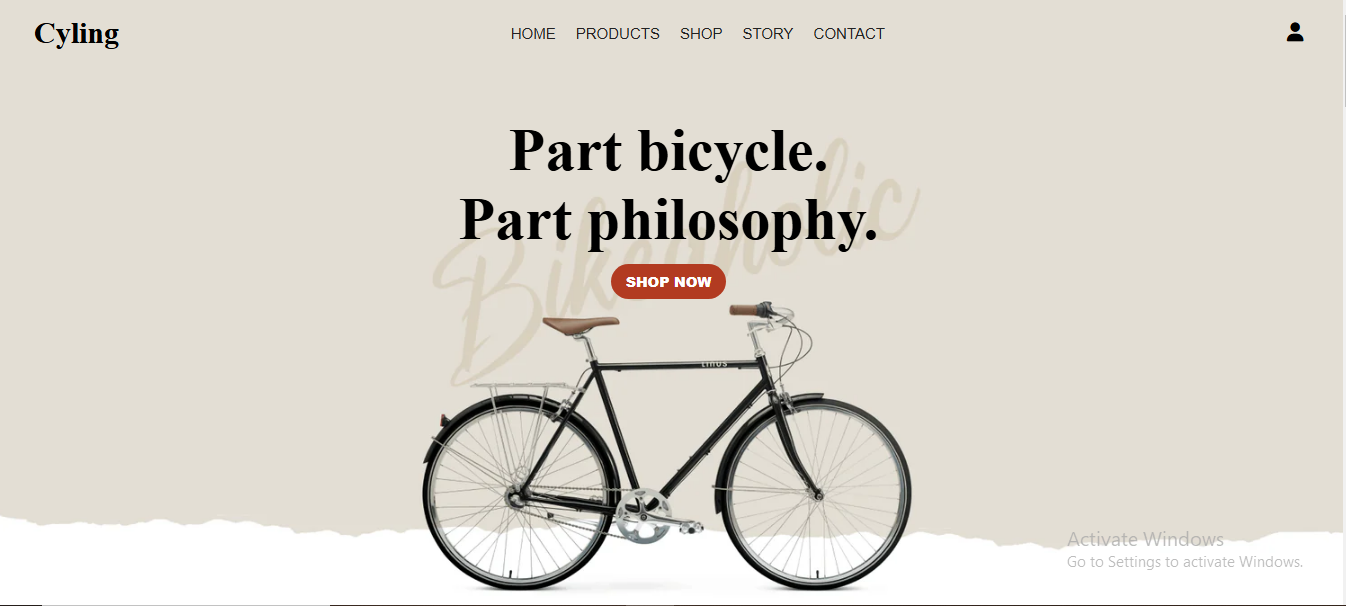 Cyling
HOME PRODUCTS SHOP STORY CONTACT
Part bicycle.
Part philosophy.
Bikeaholic
SHOP NOW
LINUS
Activate Windows
Go to Settings to activate Windows.